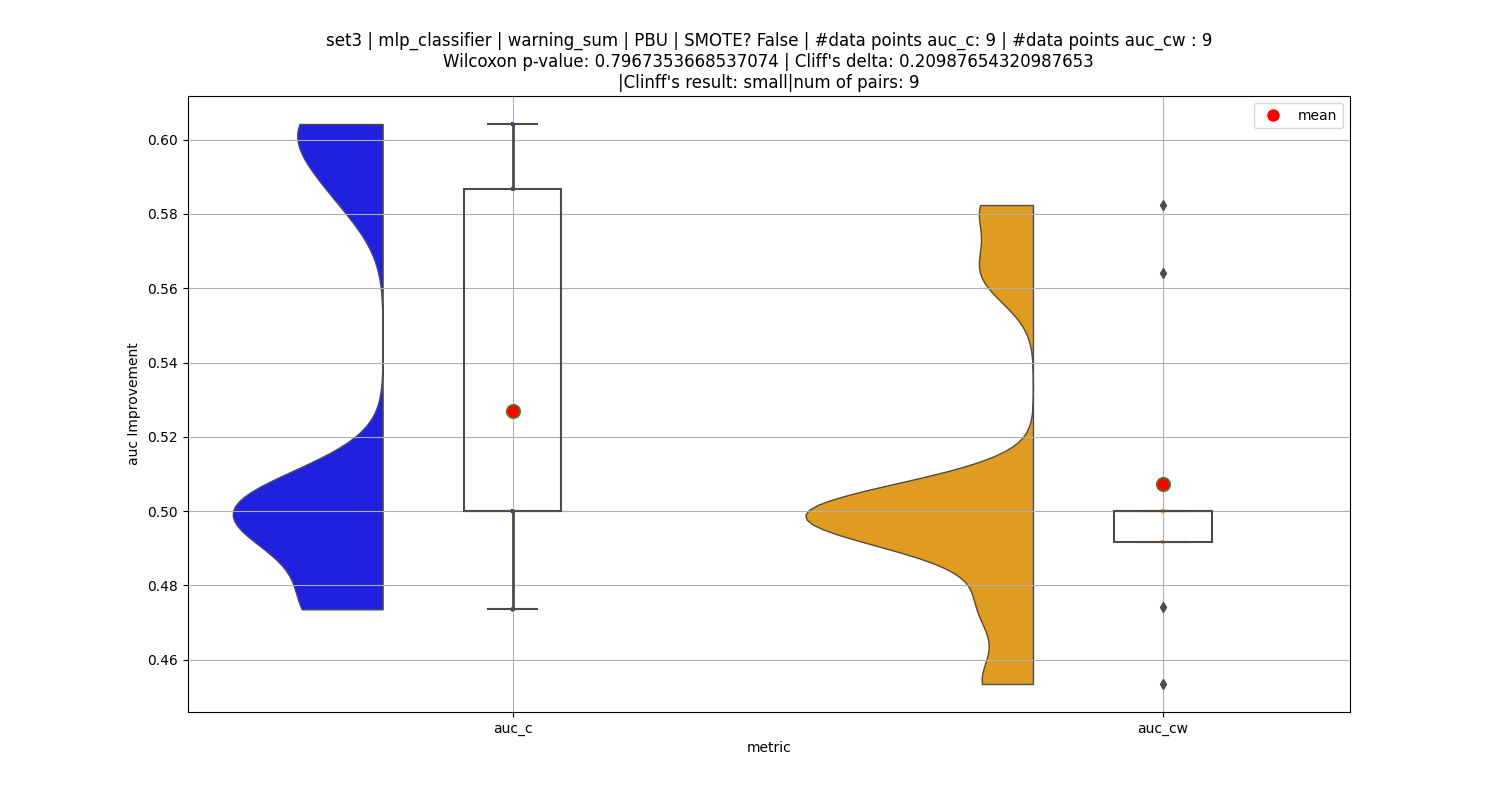 set3 | mlp_classifier | warning_sum | PBU | SMOTE? False | #data points auc_c: 9 | #data points auc_cw : 9
Wilcoxon p-value: 0.7967353668537074 | Cliff's delta: 0.20987654320987653
|Clinff's result: small|num of pairs: 9
mean
0.60
0.58
0.56
0.54
0.52
0.50
0.48
0.46
auc Improvement
auc_c
auc_cw
metric